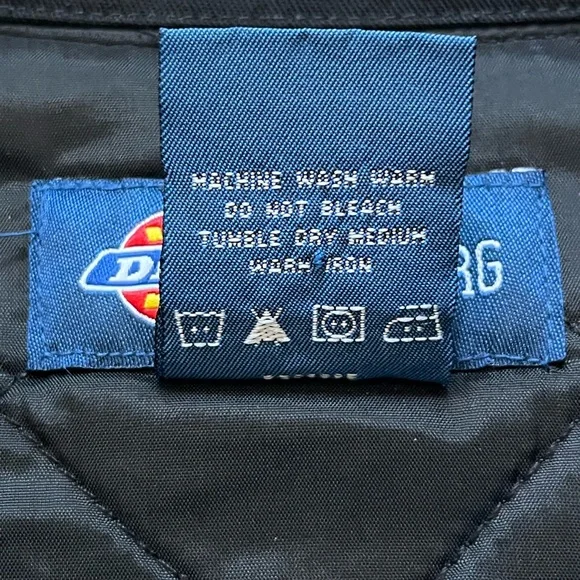 MACHINE WASH WARM
DO NOT BLEACH
TUMBLE DRY MEDIUM
WARM IRON
RG